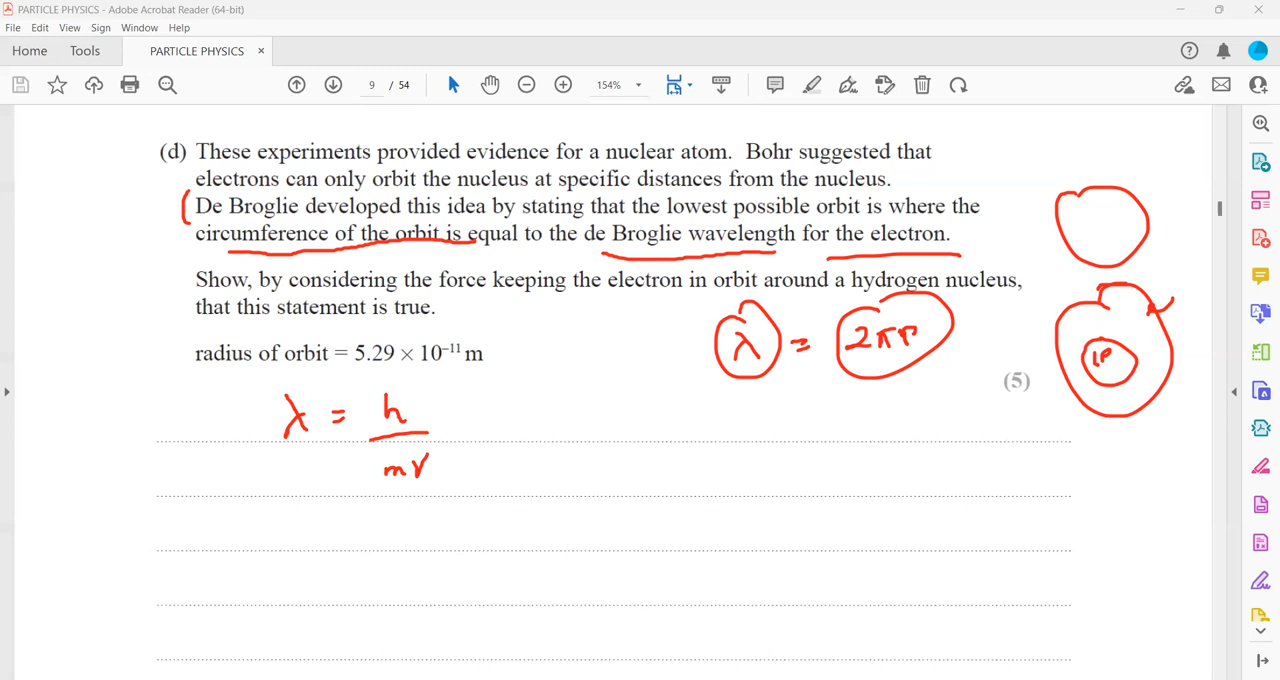 PARTICLE PHYSICS - Adobe Acrobat Reader (64-bit)
File Edit View Sign Window Help
Home Tools PARTICLE PHYSICS ×
9 / 54 154%
(d) These experiments provided evidence for a nuclear atom. Bohr suggested that
electrons can only orbit the nucleus at specific distances from the nucleus.
De Broglie developed this idea by stating that the lowest possible orbit is where the
circumference of the orbit is equal to the de Broglie wavelength for the electron.
Show, by considering the force keeping the electron in orbit around a hydrogen nucleus,
that this statement is true.
λ = 2πr
1P
radius of orbit = 5.29 × 10⁻¹¹ m
(5)
λ = h
mv